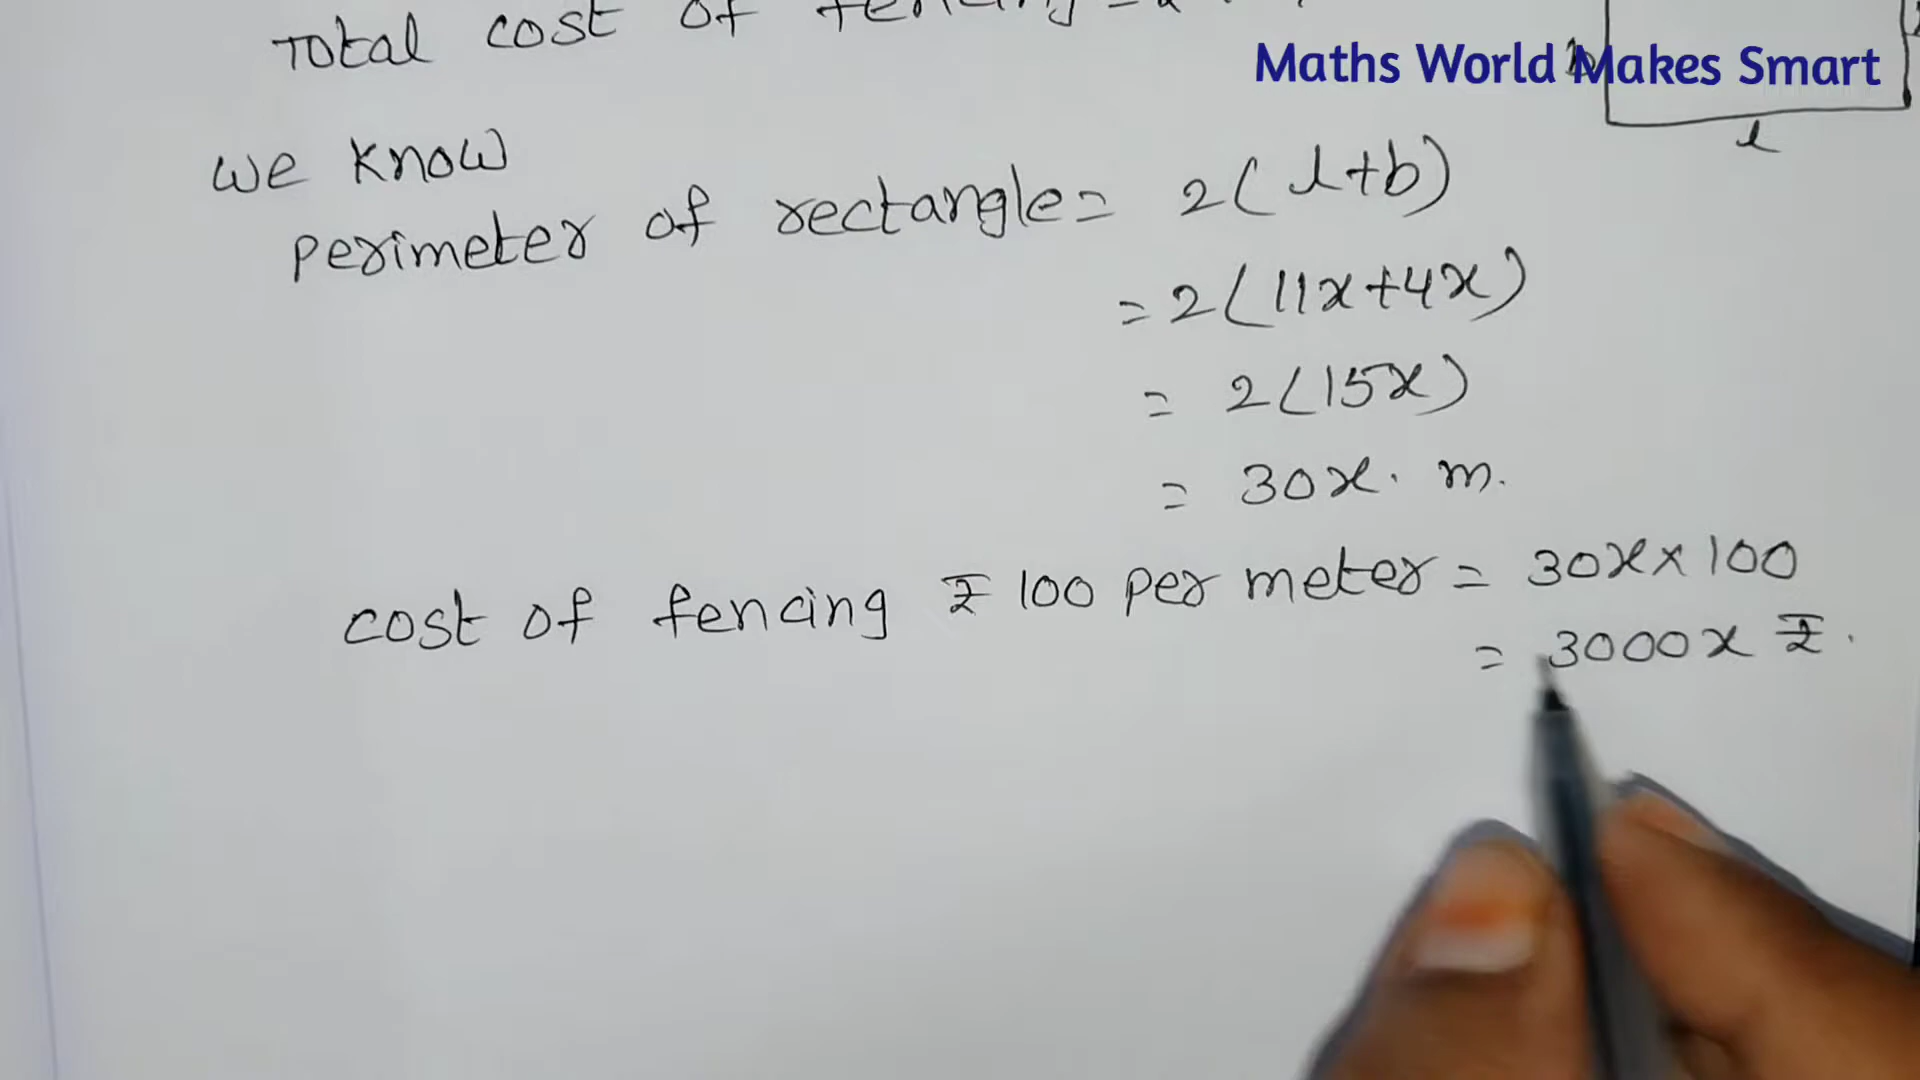 Total cost of fencing =
Maths World Makes Smart
b
l
we know
perimeter of rectangle = 2(l+b)
= 2(11x+4x)
= 2(15x)
= 30x. m.
cost of fencing ₹ 100 per meter = 30x×100
= 3000x ₹.